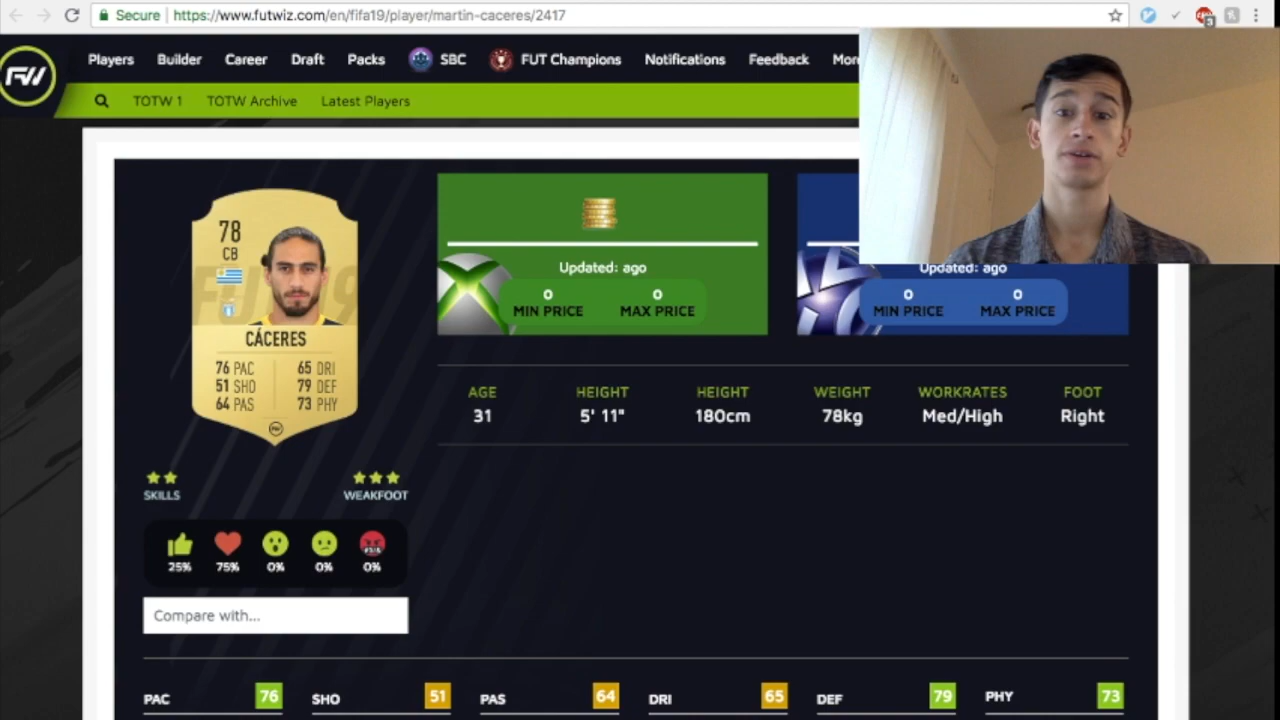 Secure https://www.futwiz.com/en/fifa19/player/martin-caceres/2417
FW Players Builder Career Draft Packs SBC FUT Champions Notifications Feedback Mor
TOTW 1 TOTW Archive Latest Players
78
CB
CÁCERES
76 PAC 65 DRI
51 SHO 79 DEF
64 PAS 73 PHY
Updated: ago
0 0
MIN PRICE MAX PRICE
Updated: ago
0 0
MIN PRICE MAX PRICE
AGE HEIGHT HEIGHT WEIGHT WORKRATES FOOT
31 5' 11" 180cm 78kg Med/High Right
SKILLS WEAKFOOT
25% 75% 0% 0% 0%
Compare with...
PAC 76 SHO 51 PAS 64 DRI 65 DEF 79 PHY 73